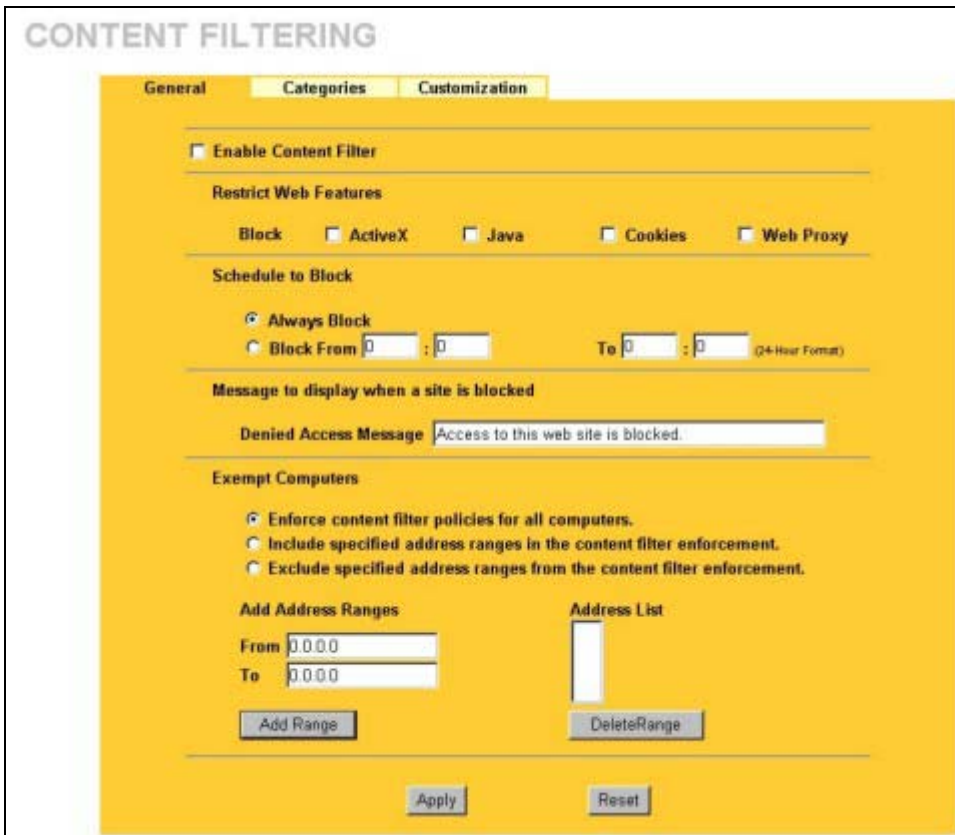 CONTENT FILTERING
General Categories Customization
Enable Content Filter
Restrict Web Features
Block ActiveX Java Cookies Web Proxy
Schedule to Block
Always Block
Block From 0 : 0 To 0 : 0 (24-Hour Format)
Message to display when a site is blocked
Denied Access Message Access to this web site is blocked.
Exempt Computers
Enforce content filter policies for all computers.
Include specified address ranges in the content filter enforcement.
Exclude specified address ranges from the content filter enforcement.
Add Address Ranges Address List
From 0.0.0.0
To 0.0.0.0
Add Range DeleteRange
Apply Reset